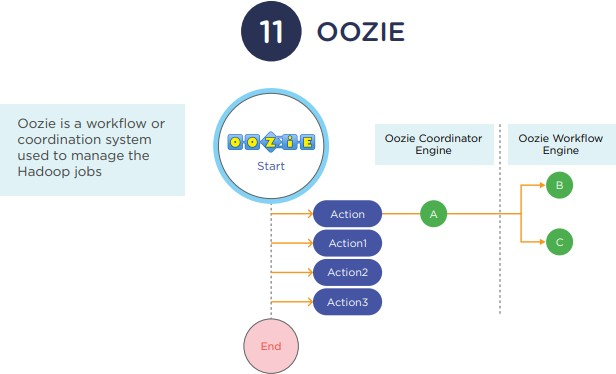 11 OOZIE
Oozie is a workflow or
coordination system
used to manage the
Hadoop jobs
OOZiE
Start
Oozie Coordinator
Engine
Oozie Workflow
Engine
Action
A
B
Action1
C
Action2
Action3
End